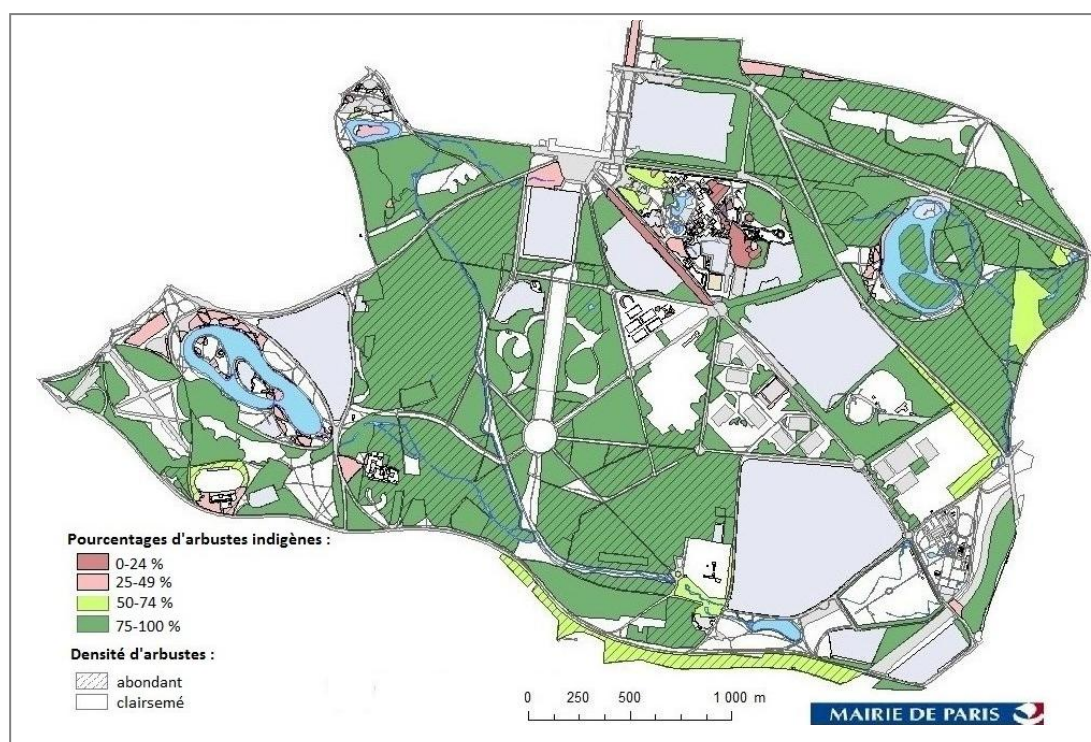 Pourcentages d'arbustes indigènes :
0-24 %
25-49 %
50-74 %
75-100 %
Densité d'arbustes :
abondant
clairsemé
0 250 500 1 000 m
MAIRIE DE PARIS